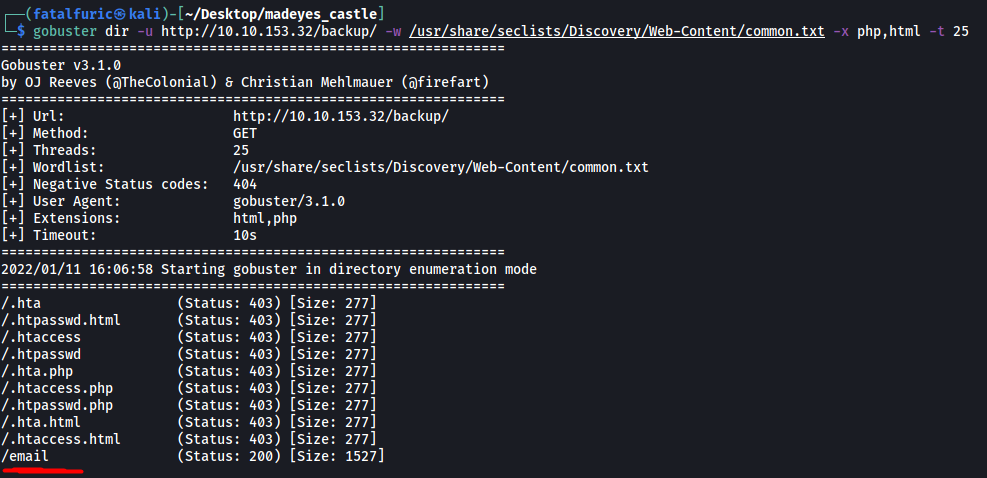 ┌──(fatalfuric㉿kali)-[~/Desktop/madeyes_castle]
└─$ gobuster dir -u http://10.10.153.32/backup/ -w /usr/share/seclists/Discovery/Web-Content/common.txt -x php,html -t 25
===============================================================
Gobuster v3.1.0
by OJ Reeves (@TheColonial) & Christian Mehlmauer (@firefart)
===============================================================
[+] Url:                     http://10.10.153.32/backup/
[+] Method:                  GET
[+] Threads:                 25
[+] Wordlist:                /usr/share/seclists/Discovery/Web-Content/common.txt
[+] Negative Status codes:   404
[+] User Agent:              gobuster/3.1.0
[+] Extensions:              html,php
[+] Timeout:                 10s
===============================================================
2022/01/11 16:06:58 Starting gobuster in directory enumeration mode
===============================================================
/.hta                 (Status: 403) [Size: 277]
/.htpasswd.html       (Status: 403) [Size: 277]
/.htaccess            (Status: 403) [Size: 277]
/.htpasswd            (Status: 403) [Size: 277]
/.hta.php             (Status: 403) [Size: 277]
/.htaccess.php        (Status: 403) [Size: 277]
/.htpasswd.php        (Status: 403) [Size: 277]
/.hta.html            (Status: 403) [Size: 277]
/.htaccess.html       (Status: 403) [Size: 277]
/email                (Status: 200) [Size: 1527]